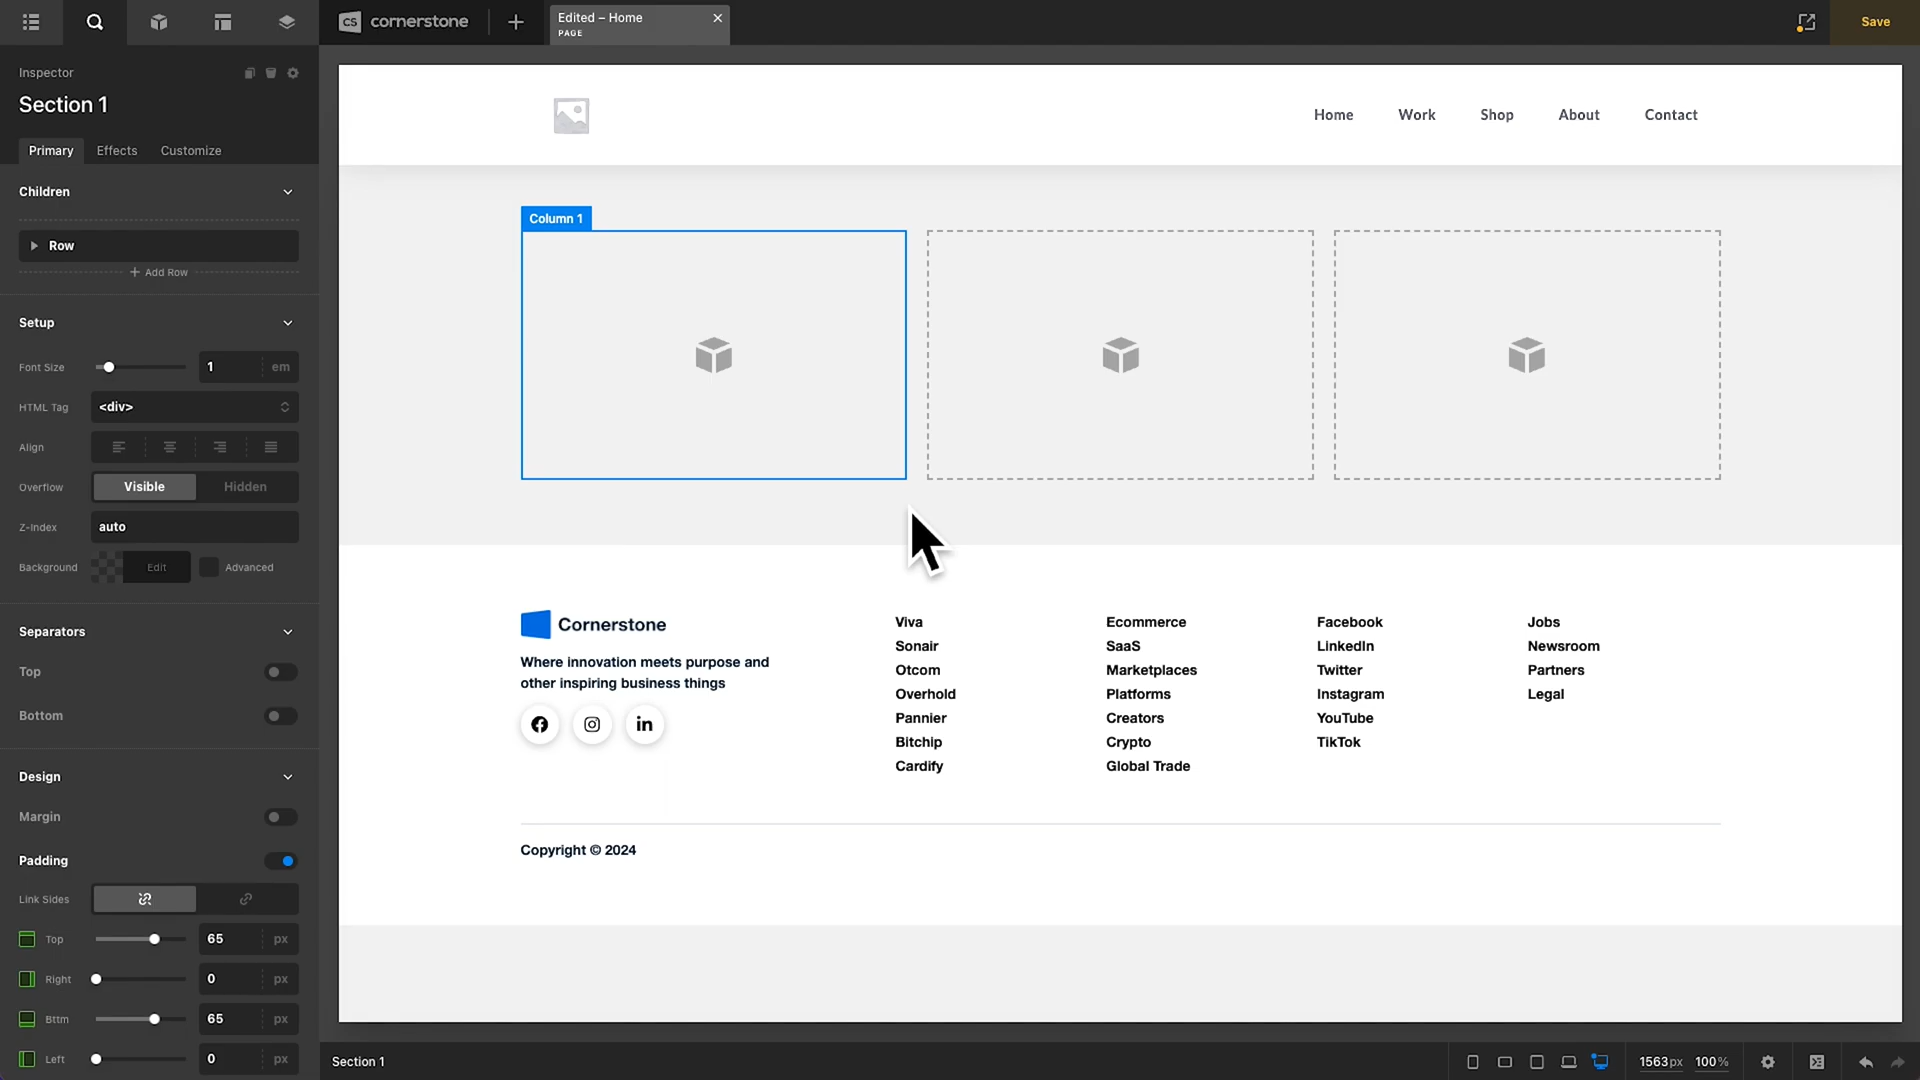 CS cornerstone
Edited – Home
PAGE
Save
Inspector
Section 1
Primary
Effects
Customize
Children
Row
Add Row
Setup
Font Size
1
em
HTML Tag
<div>
Align
Overflow
Visible
Hidden
Z-Index
auto
Background
Edit
Advanced
Separators
Top
Bottom
Design
Margin
Padding
Link Sides
Top
65
px
Right
0
px
Bttm
65
px
Left
0
px
Home
Work
Shop
About
Contact
Column 1
Cornerstone
Where innovation meets purpose and
other inspiring business things
Viva
Sonair
Otcom
Overhold
Pannier
Bitchip
Cardify
Ecommerce
SaaS
Marketplaces
Platforms
Creators
Crypto
Global Trade
Facebook
LinkedIn
Twitter
Instagram
YouTube
TikTok
Jobs
Newsroom
Partners
Legal
Copyright © 2024
Section 1
1563px
100%